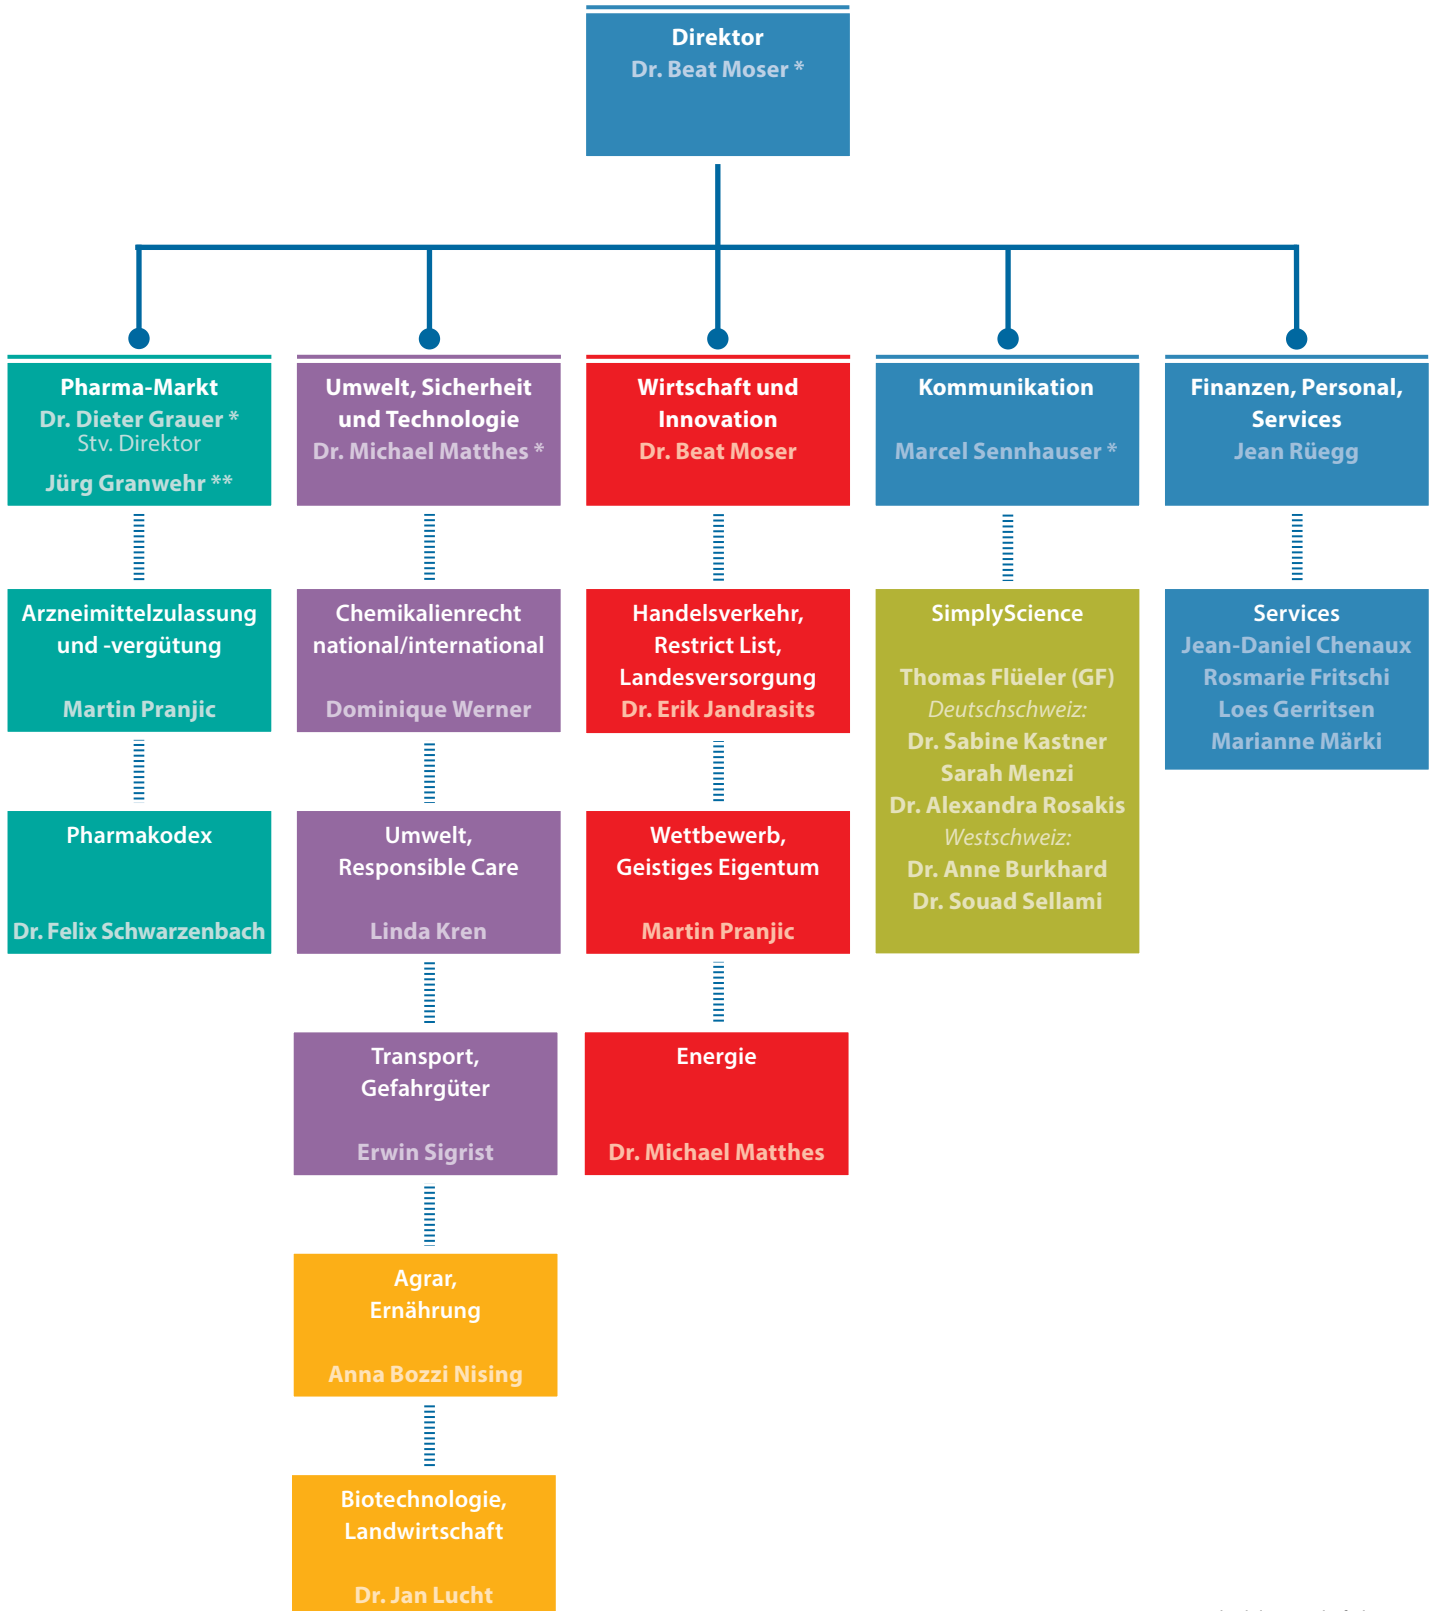 Direktor
Dr. Beat Moser *
Pharma-Markt
Dr. Dieter Grauer *
Stv. Direktor
Jürg Granwehr **
Umwelt, Sicherheit
und Technologie
Dr. Michael Matthes *
Wirtschaft und
Innovation
Dr. Beat Moser
Kommunikation
Marcel Sennhauser *
Finanzen, Personal,
Services
Jean Rüegg
Arzneimittelzulassung
und -vergütung
Martin Pranjic
Chemikalienrecht
national/international
Dominique Werner
Handelsverkehr,
Restrict List,
Landesversorgung
Dr. Erik Jandrasits
SimplyScience
Thomas Flüeler (GF)
Deutschschweiz:
Dr. Sabine Kastner
Sarah Menzi
Dr. Alexandra Rosakis
Westschweiz:
Dr. Anne Burkhard
Dr. Souad Sellami
Services
Jean-Daniel Chenaux
Rosmarie Fritschi
Loes Gerritsen
Marianne Märki
Pharmakodex
Dr. Felix Schwarzenbach
Umwelt,
Responsible Care
Linda Kren
Wettbewerb,
Geistiges Eigentum
Martin Pranjic
Transport,
Gefahrgüter
Erwin Sigrist
Energie
Dr. Michael Matthes
Agrar,
Ernährung
Anna Bozzi Nising
Biotechnologie,
Landwirtschaft
Dr. Jan Lucht